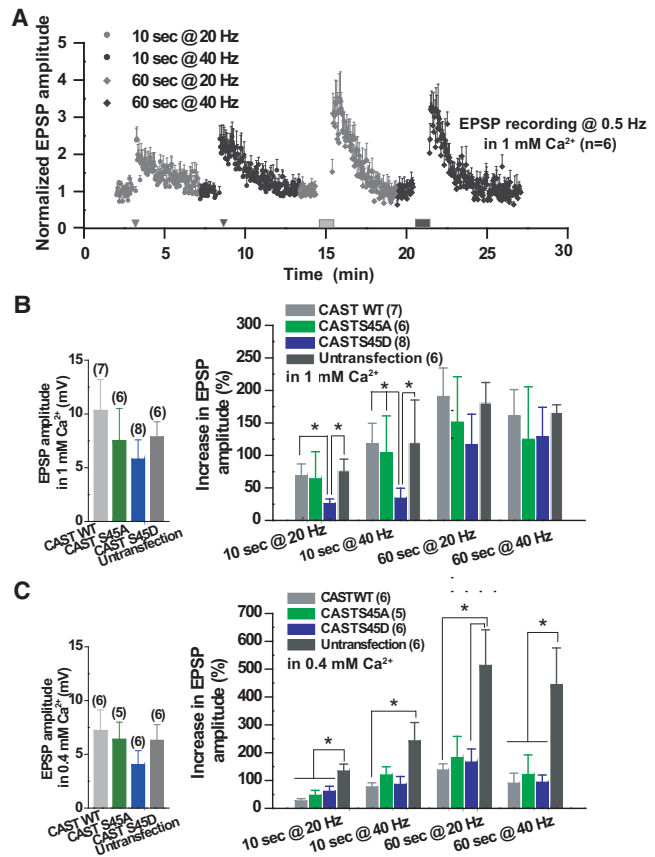 A
10 sec @ 20 Hz
10 sec @ 40 Hz
60 sec @ 20 Hz
60 sec @ 40 Hz
Normalized EPSP amplitude
5
4
3
2
1
0
EPSP recording @ 0.5 Hz
in 1 mM Ca²⁺ (n=6)
0 5 10 15 20 25 30
Time (min)
B
EPSP amplitude
in 1 mM Ca²⁺ (mV)
15
10
5
0
(7)
(6)
(8)
(6)
CAST WT
CAST S45A
CAST S45D
Untransfection
CAST WT (7)
CASTS45A (6)
CASTS45D (8)
Untransfection (6)
in 1 mM Ca²⁺
Increase in EPSP
amplitude (%)
300
250
200
150
100
50
0
* *
* * *
10 sec @ 20 Hz
10 sec @ 40 Hz
60 sec @ 20 Hz
60 sec @ 40 Hz
C
EPSP amplitude
in 0.4 mM Ca²⁺ (mV)
15
10
5
0
(6)
(5)
(6)
(6)
CAST WT
CAST S45A
CAST S45D
Untransfection
CASTWT (6)
CASTS45A (5)
CASTS45D (6)
Untransfection (6)
in 0.4 mM Ca²⁺
Increase in EPSP
amplitude (%)
700
600
500
400
300
200
100
0
*
*
*
*
10 sec @ 20 Hz
10 sec @ 40 Hz
60 sec @ 20 Hz
60 sec @ 40 Hz